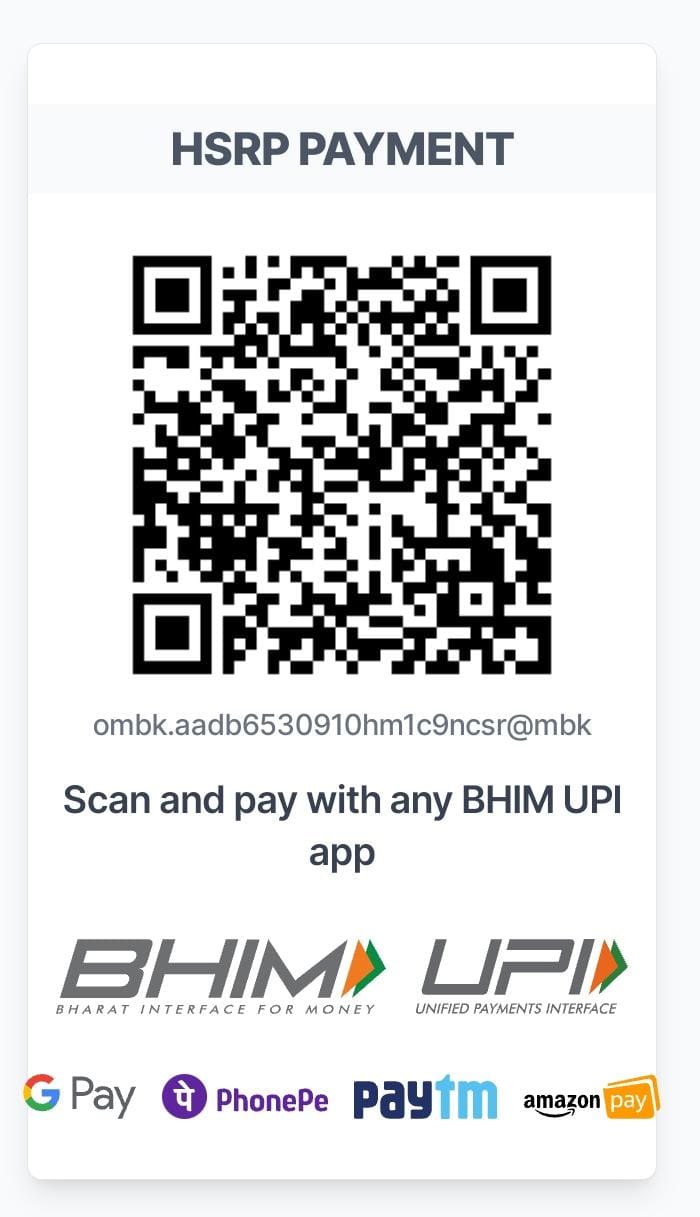 HSRP PAYMENT
ombk.aadb6530910hm1c9ncsr@mbk
Scan and pay with any BHIM UPI
app
BHIM UPI
BHARAT INTERFACE FOR MONEY UNIFIED PAYMENTS INTERFACE
G Pay पे PhonePe paytm amazon pay